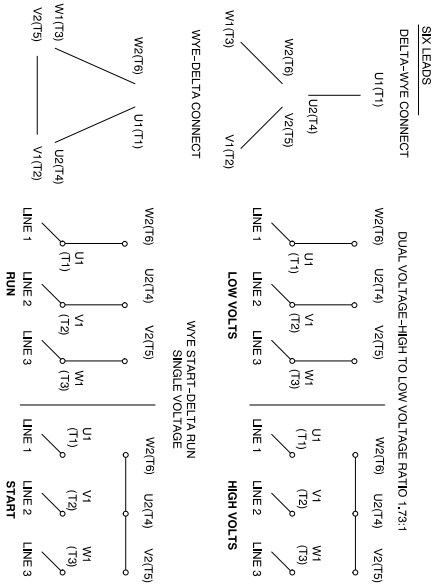 SIX LEADS
DELTA-WYE CONNECT
U1(T1)
U2(T4)
W2(T6) V2(T5)
W1(T3) V1(T2)
DUAL VOLTAGE-HIGH TO LOW VOLTAGE RATIO 1.73:1
W2(T6) U2(T4) V2(T5)
U1 V1 W1
(T1) (T2) (T3)
LINE 1 LINE 2 LINE 3
LOW VOLTS
W2(T6) U2(T4) V2(T5)
U1 V1 W1
(T1) (T2) (T3)
LINE 1 LINE 2 LINE 3
HIGH VOLTS
WYE-DELTA CONNECT
W2(T6) U1(T1)
W1(T3) U2(T4)
V2(T5) V1(T2)
WYE START-DELTA RUN
SINGLE VOLTAGE
W2(T6) U2(T4) V2(T5)
U1 V1 W1
(T1) (T2) (T3)
LINE 1 LINE 2 LINE 3
RUN
W2(T6) U2(T4) V2(T5)
U1 V1 W1
(T1) (T2) (T3)
LINE 1 LINE 2 LINE 3
START